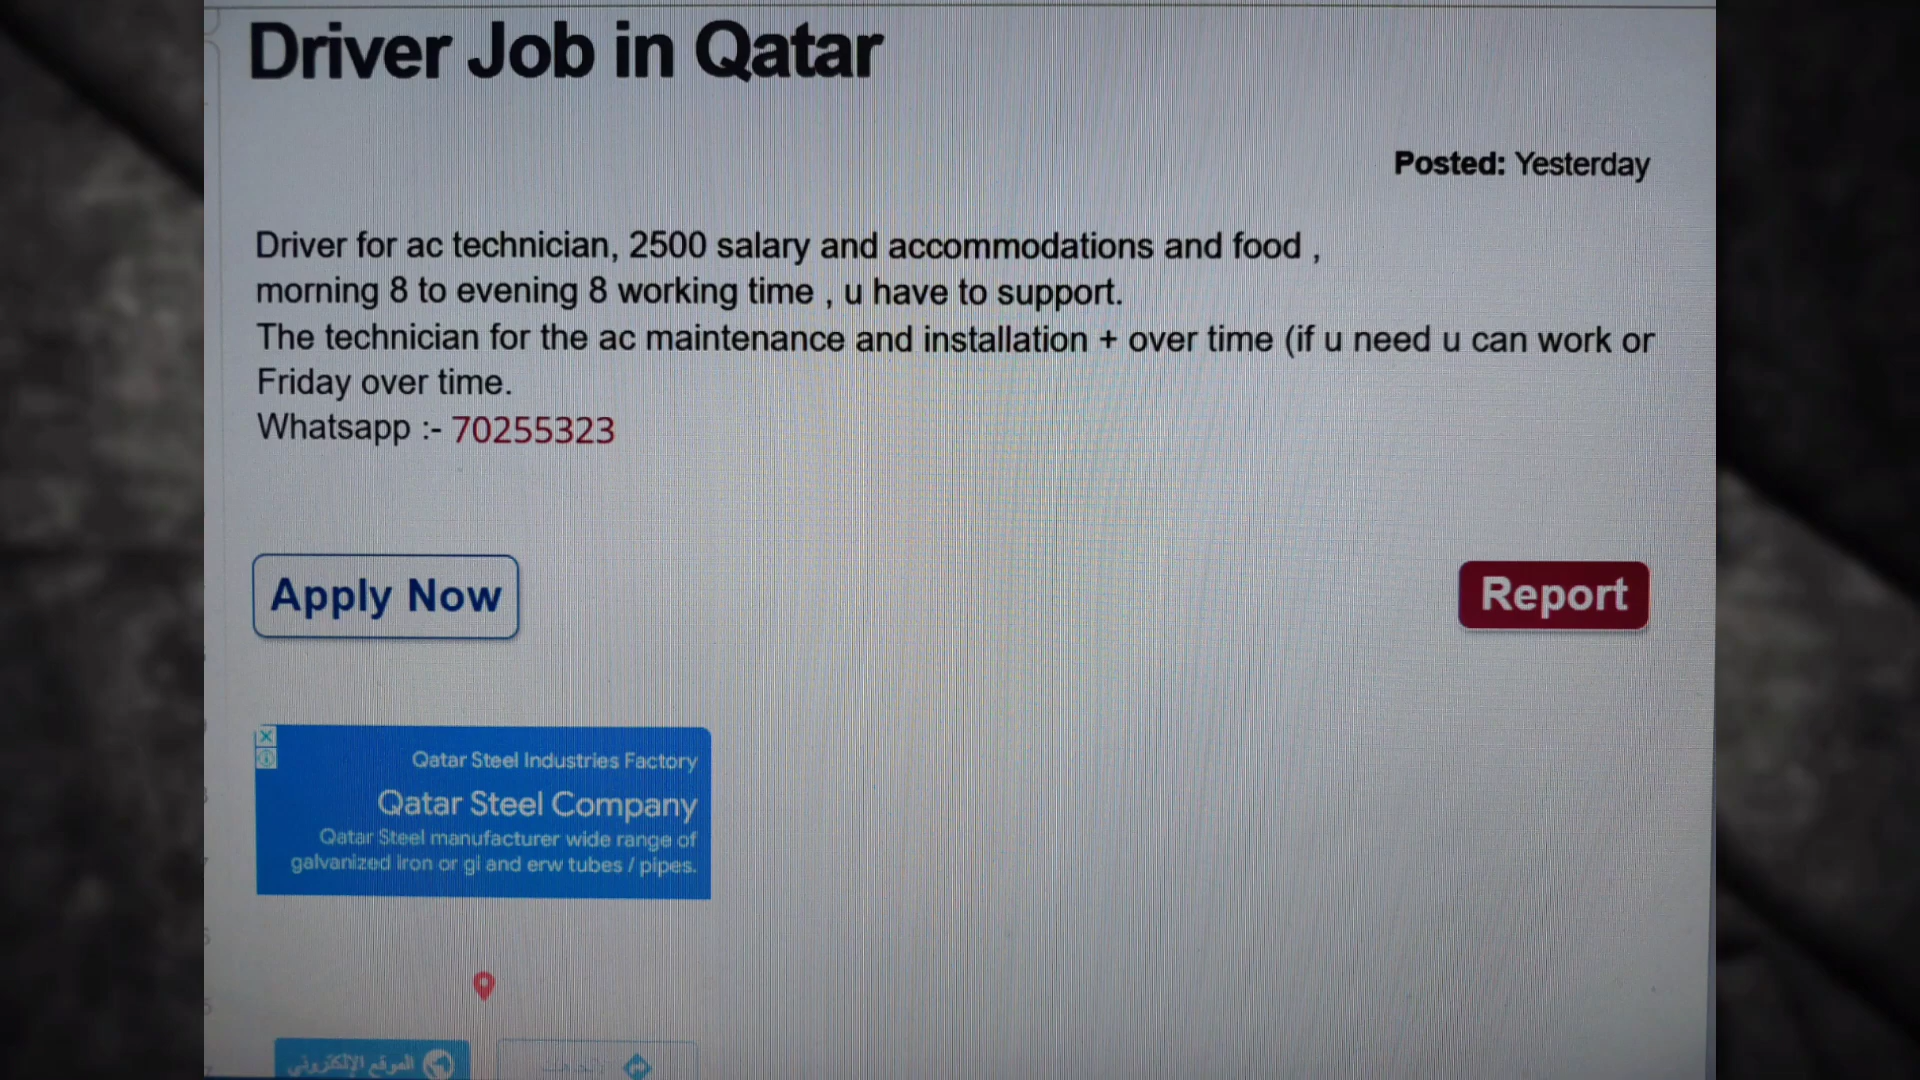 Driver Job in Qatar
Posted: Yesterday
Driver for ac technician, 2500 salary and accommodations and food ,
morning 8 to evening 8 working time , u have to support.
The technician for the ac maintenance and installation + over time (if u need u can work or
Friday over time.
Whatsapp :- 70255323
Apply Now
Report
Qatar Steel Industries Factory
Qatar Steel Company
Qatar Steel manufacturer wide range of
galvanized iron or gi and erw tubes / pipes.
الموقع الإلكتروني